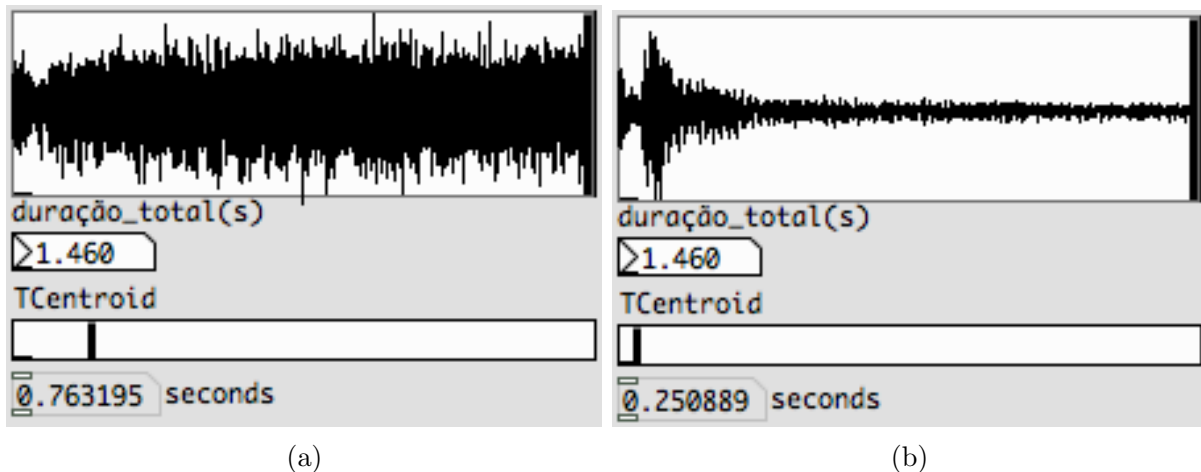 duração_total(s)
1.460
TCentroid
0.763195 seconds
(a)
duração_total(s)
1.460
TCentroid
0.250889 seconds
(b)